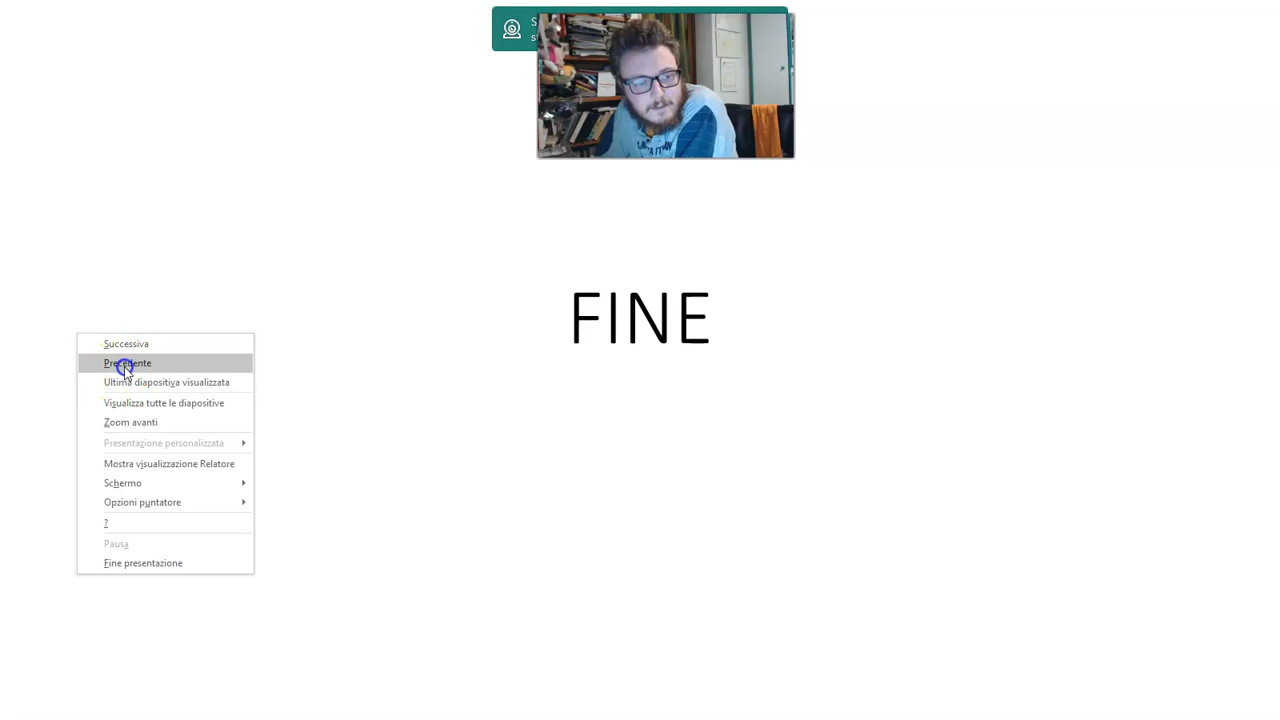 FINE
Successiva
Precedente
Ultima diapositiva visualizzata
Visualizza tutte le diapositive
Zoom avanti
Presentazione personalizzata
Mostra visualizzazione Relatore
Schermo
Opzioni puntatore
?
Pausa
Fine presentazione